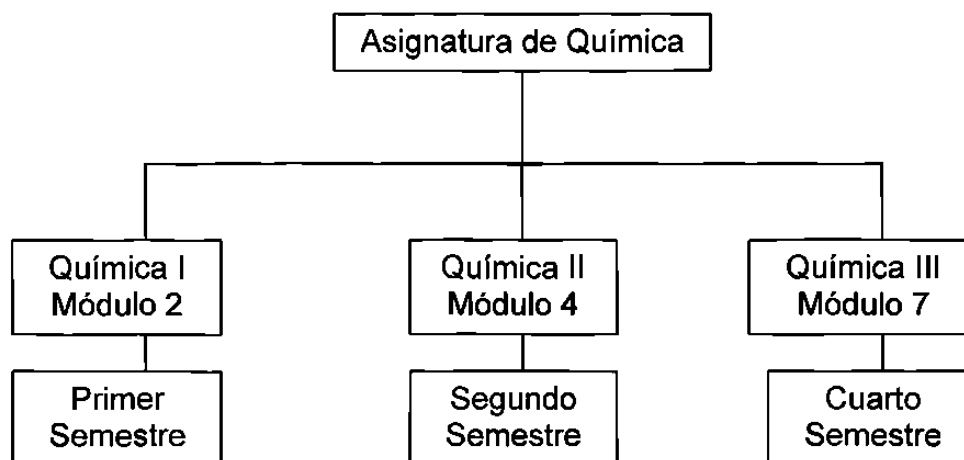 Asignatura de Química
Química I
Módulo 2
Química II
Módulo 4
Química III
Módulo 7
Primer
Semestre
Segundo
Semestre
Cuarto
Semestre